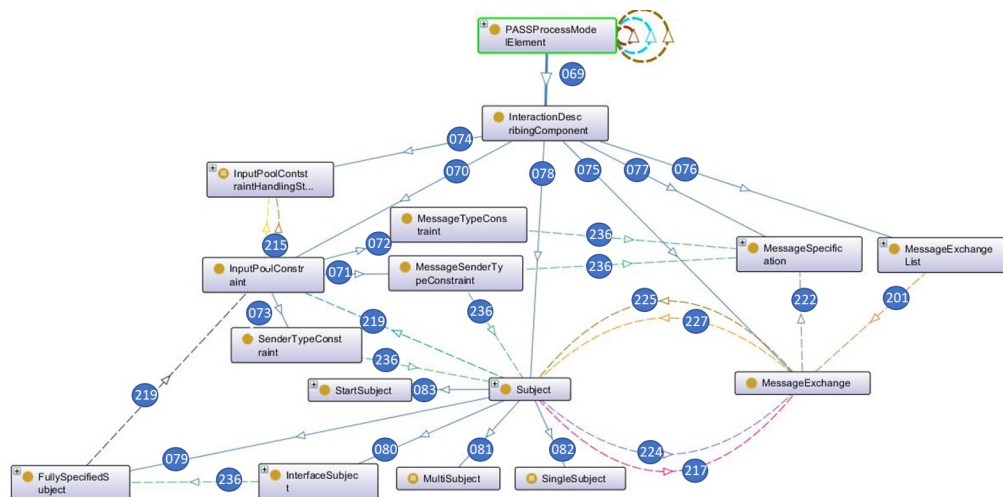 PASSProcessMode
lElement
069
InteractionDesc
ribingComponent
074
070
078
075
077
076
InputPoolContst
raintHandlingSt...
MessageTypeCons
traint
236
MessageSpecific
ation
MessageExchange
List
215
072
InputPoolConstr
aint
071
MessageSenderTy
peConstraint
236
073
236
219
225
222
201
227
SenderTypeConst
raint
236
219
StartSubject
083
Subject
MessageExchange
079
080
081
082
224
217
FullySpecifiedS
ubject
236
InterfaceSubjec
t
MultiSubject
SingleSubject